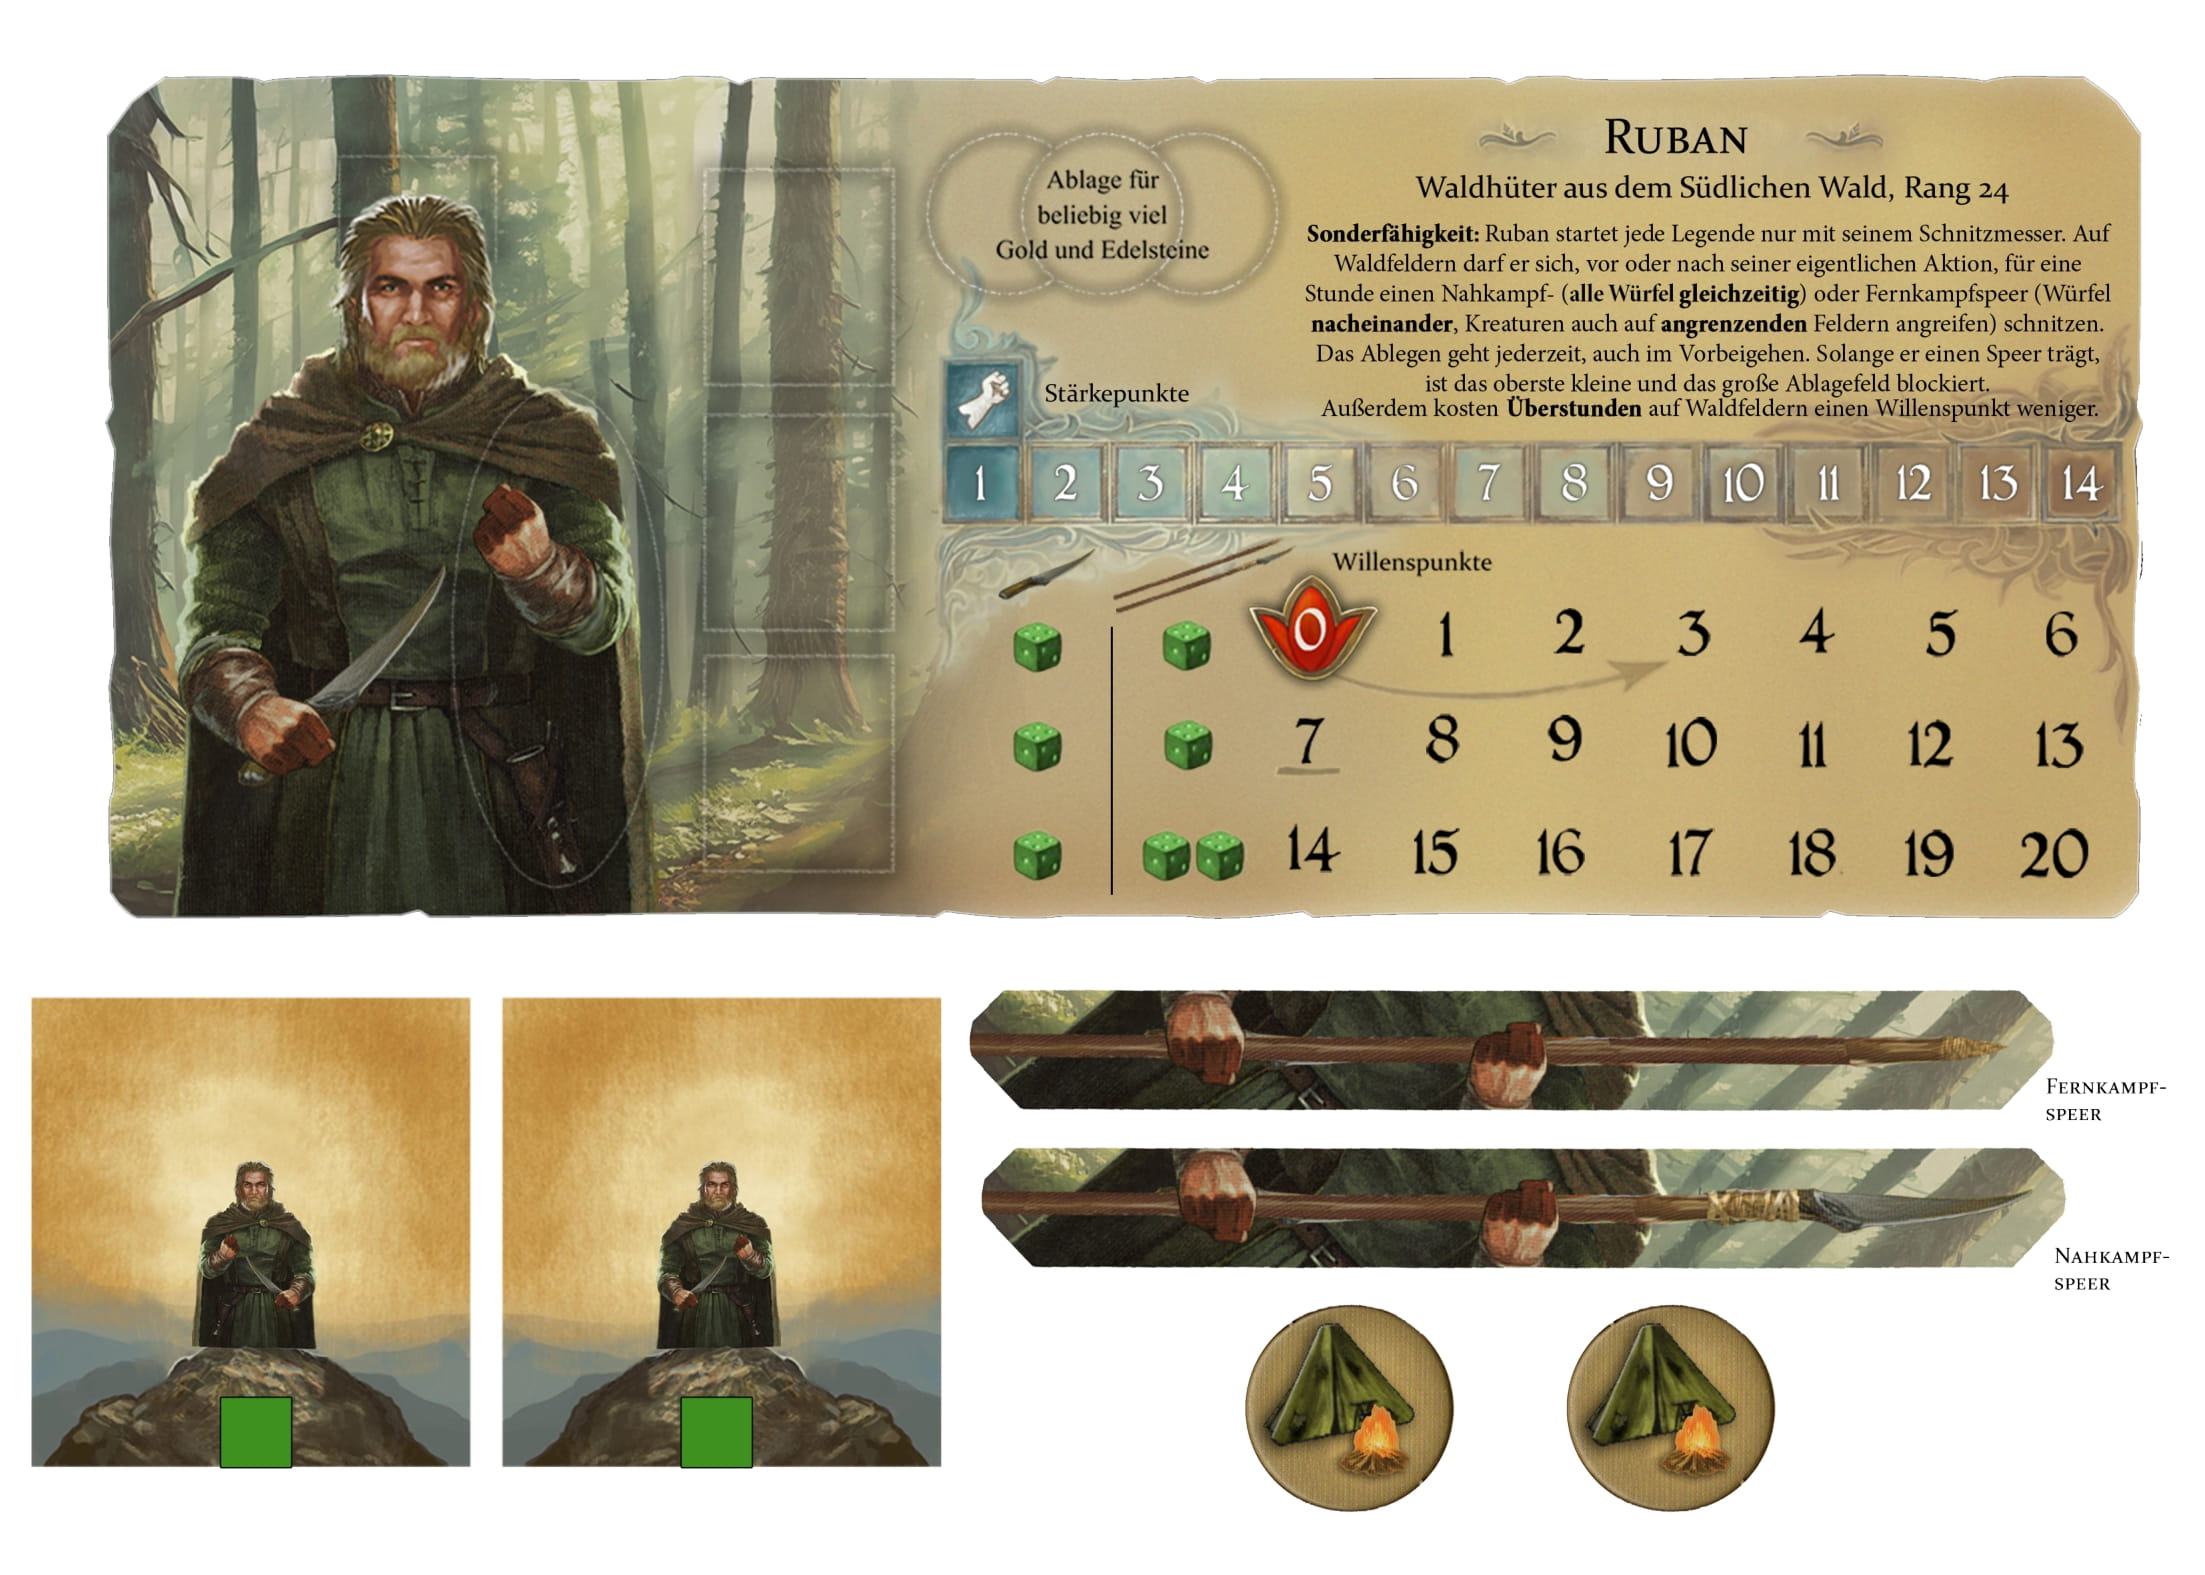 RUBAN
Waldhüter aus dem Südlichen Wald, Rang 24
Sonderfähigkeit: Ruban startet jede Legende nur mit seinem Schnitzmesser. Auf
Waldfeldern darf er sich, vor oder nach seiner eigentlichen Aktion, für eine
Stunde einen Nahkampf- (alle Würfel gleichzeitig) oder Fernkampfspeer (Würfel
nacheinander, Kreaturen auch auf angrenzenden Feldern angreifen) schnitzen.
Das Ablegen geht jederzeit, auch im Vorbeigehen. Solange er einen Speer trägt,
ist das oberste kleine und das große Ablagefeld blockiert.
Außerdem kosten Überstunden auf Waldfeldern einen Willenspunkt weniger.
Ablage für
beliebig viel
Gold und Edelsteine
Stärkepunkte
1 2 3 4 5 6 7 8 9 10 11 12 13 14
Willenspunkte
0 1 2 3 4 5 6
7 8 9 10 11 12 13
14 15 16 17 18 19 20
FERNKAMPF-
SPEER
NAHKAMPF-
SPEER